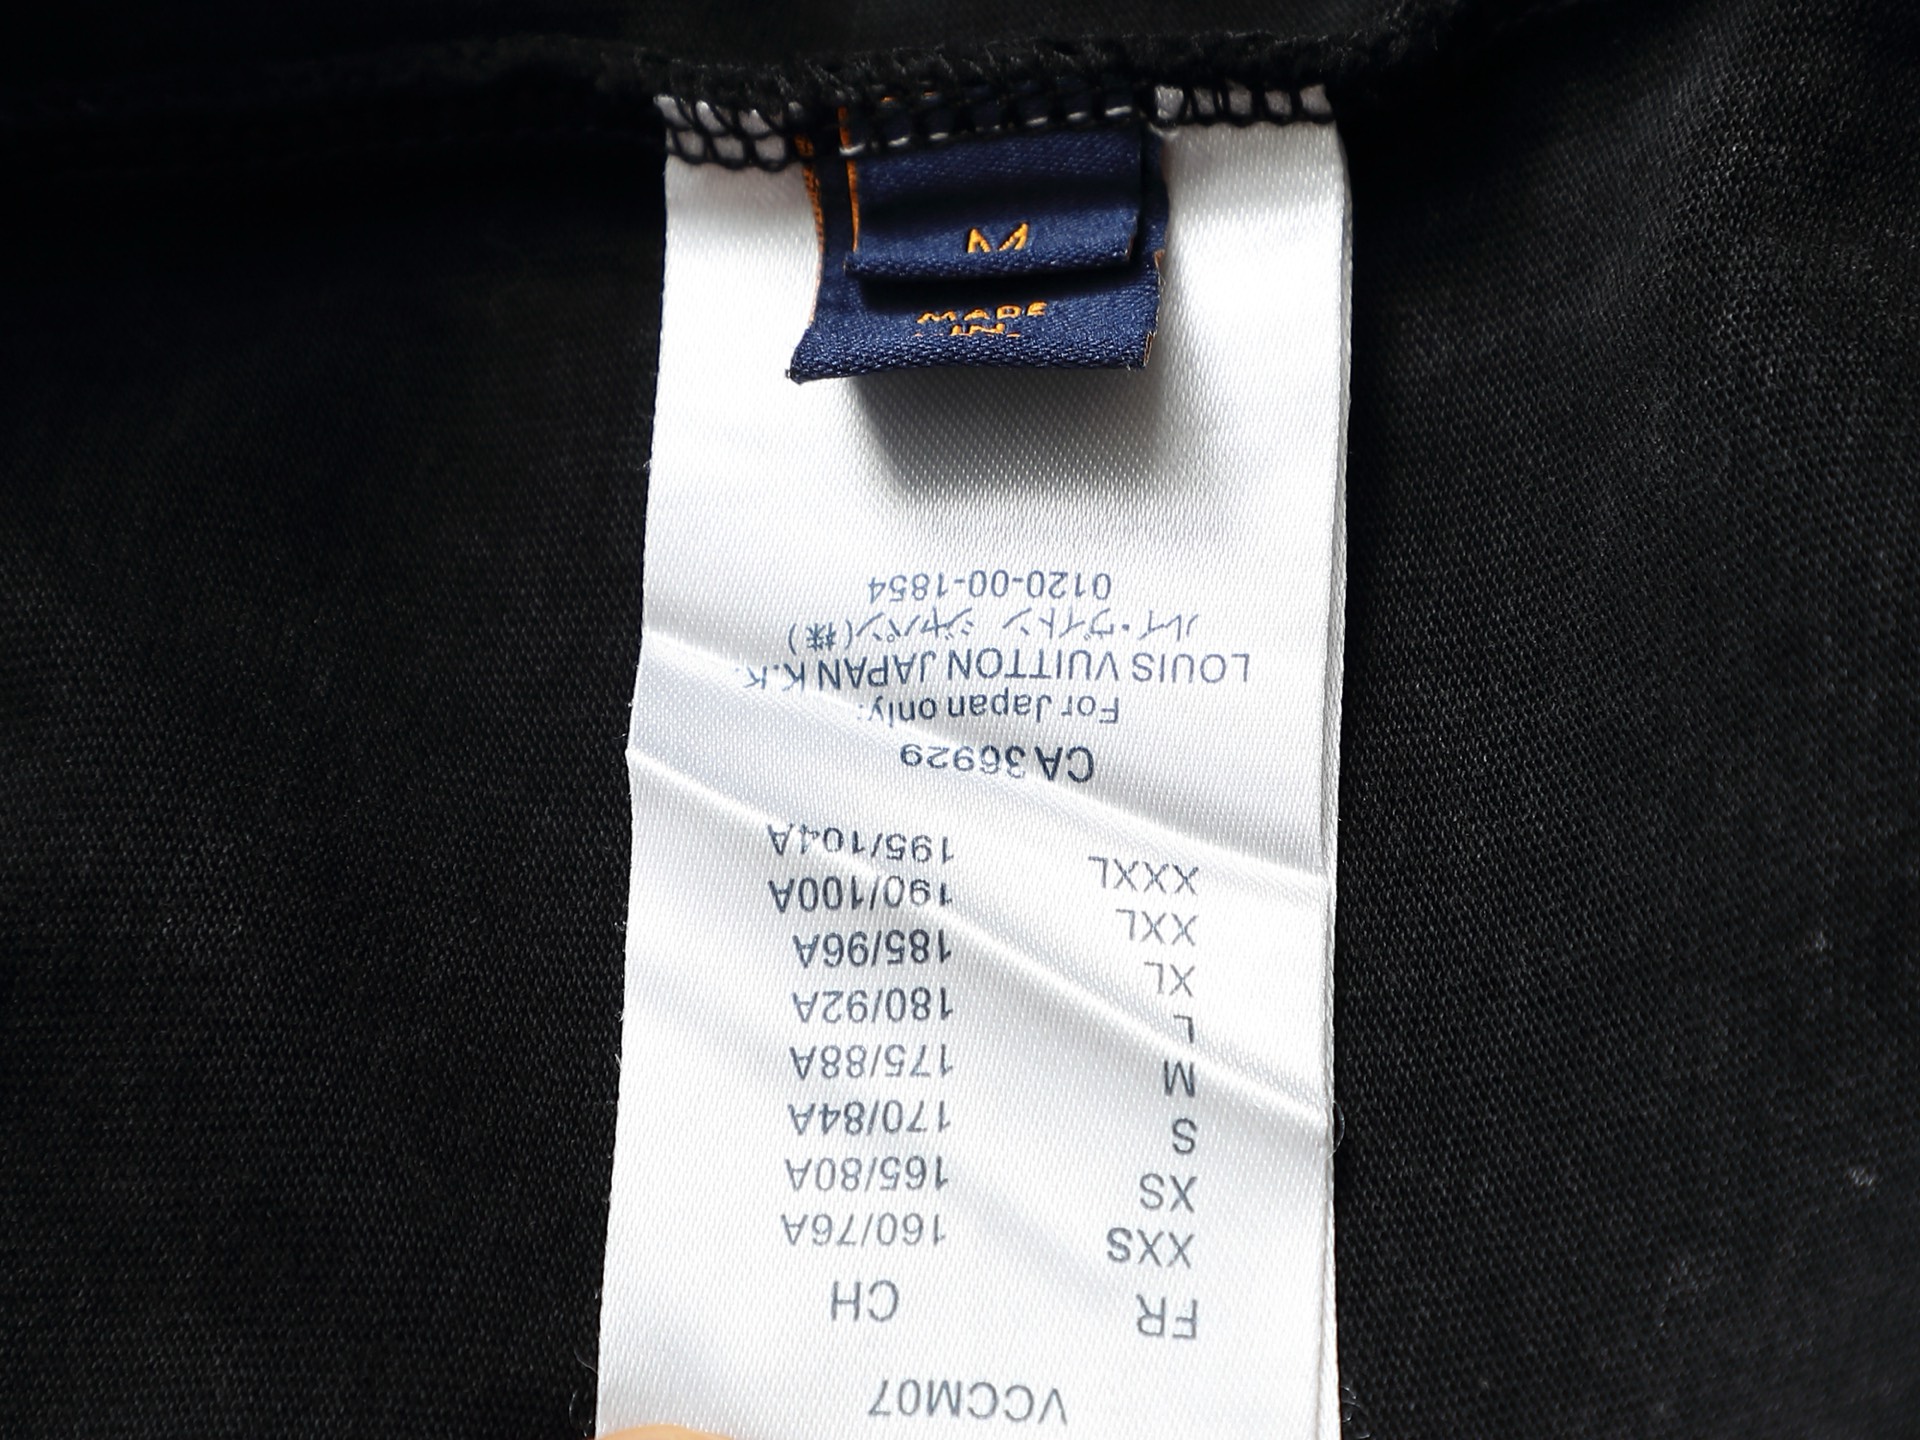 M
MADE
IN
VCCM07
FR CH
XXS 160/76A
XS 165/80A
S 170/84A
M 175/88A
L 180/92A
XL 185/96A
XXL 190/100A
XXXL 195/104A
CA 36929
For Japan only:
LOUIS VUITTON JAPAN K.K.
ルイ・ヴィトン ジャパン(株)
0120-00-1854